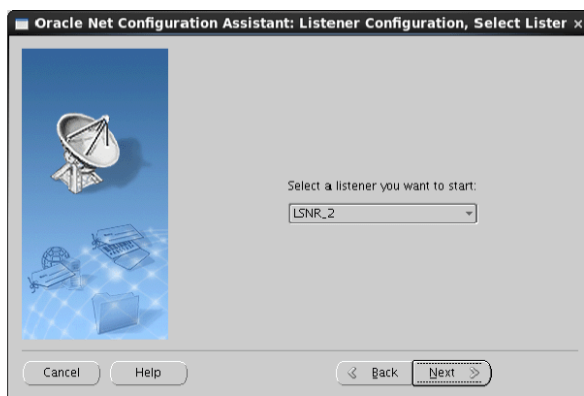 Oracle Net Configuration Assistant: Listener Configuration, Select Lister
Select a listener you want to start:
LSNR_2
Cancel
Help
Back
Next